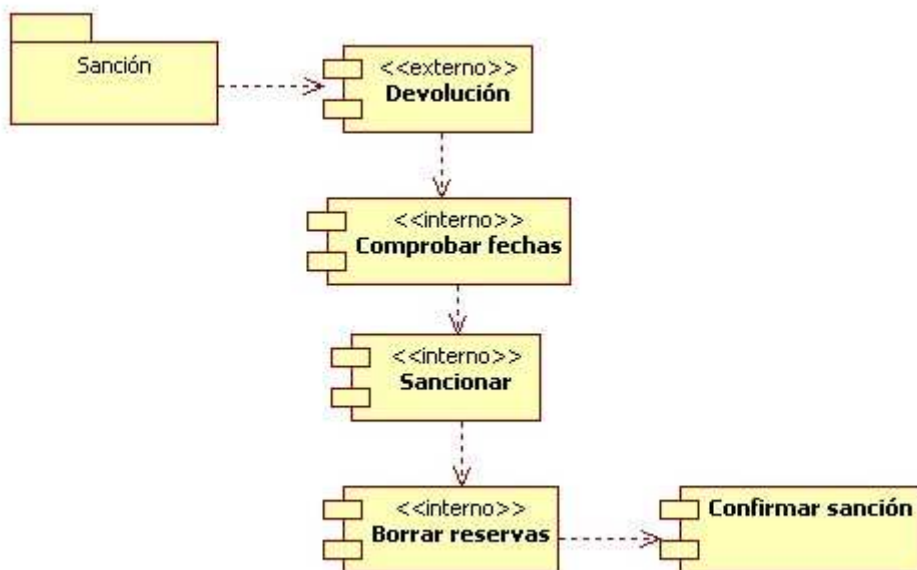 Sanción
<<externo>>
Devolución
<<interno>>
Comprobar fechas
<<interno>>
Sancionar
<<interno>>
Borrar reservas
Confirmar sanción